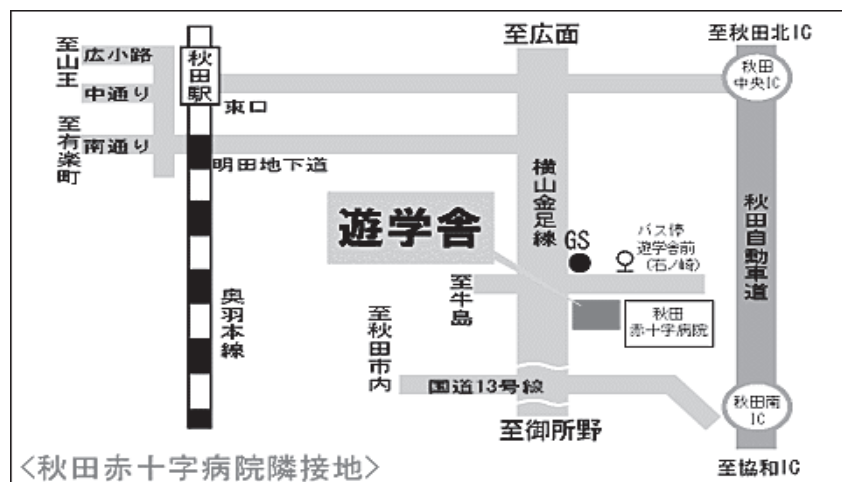 至広面
至秋田北IC
至山王
広小路
秋田駅
秋田
中央IC
中通り
東口
至有楽町
南通り
明田地下道
横山金足線
秋田自動車道
遊学舎
GS
バス停
遊学舎前
(石ノ崎)
至牛島
奥羽本線
至秋田市内
秋田
赤十字病院
国道13号線
秋田南
IC
至御所野
至協和IC
<秋田赤十字病院隣接地>